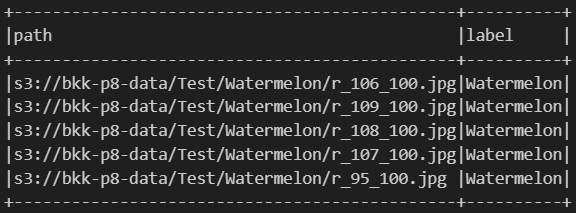 +------------------------------------------+----------+
|path                                      |label     |
+------------------------------------------+----------+
|s3://bkk-p8-data/Test/Watermelon/r_106_100.jpg|Watermelon|
|s3://bkk-p8-data/Test/Watermelon/r_109_100.jpg|Watermelon|
|s3://bkk-p8-data/Test/Watermelon/r_108_100.jpg|Watermelon|
|s3://bkk-p8-data/Test/Watermelon/r_107_100.jpg|Watermelon|
|s3://bkk-p8-data/Test/Watermelon/r_95_100.jpg |Watermelon|
+------------------------------------------+----------+